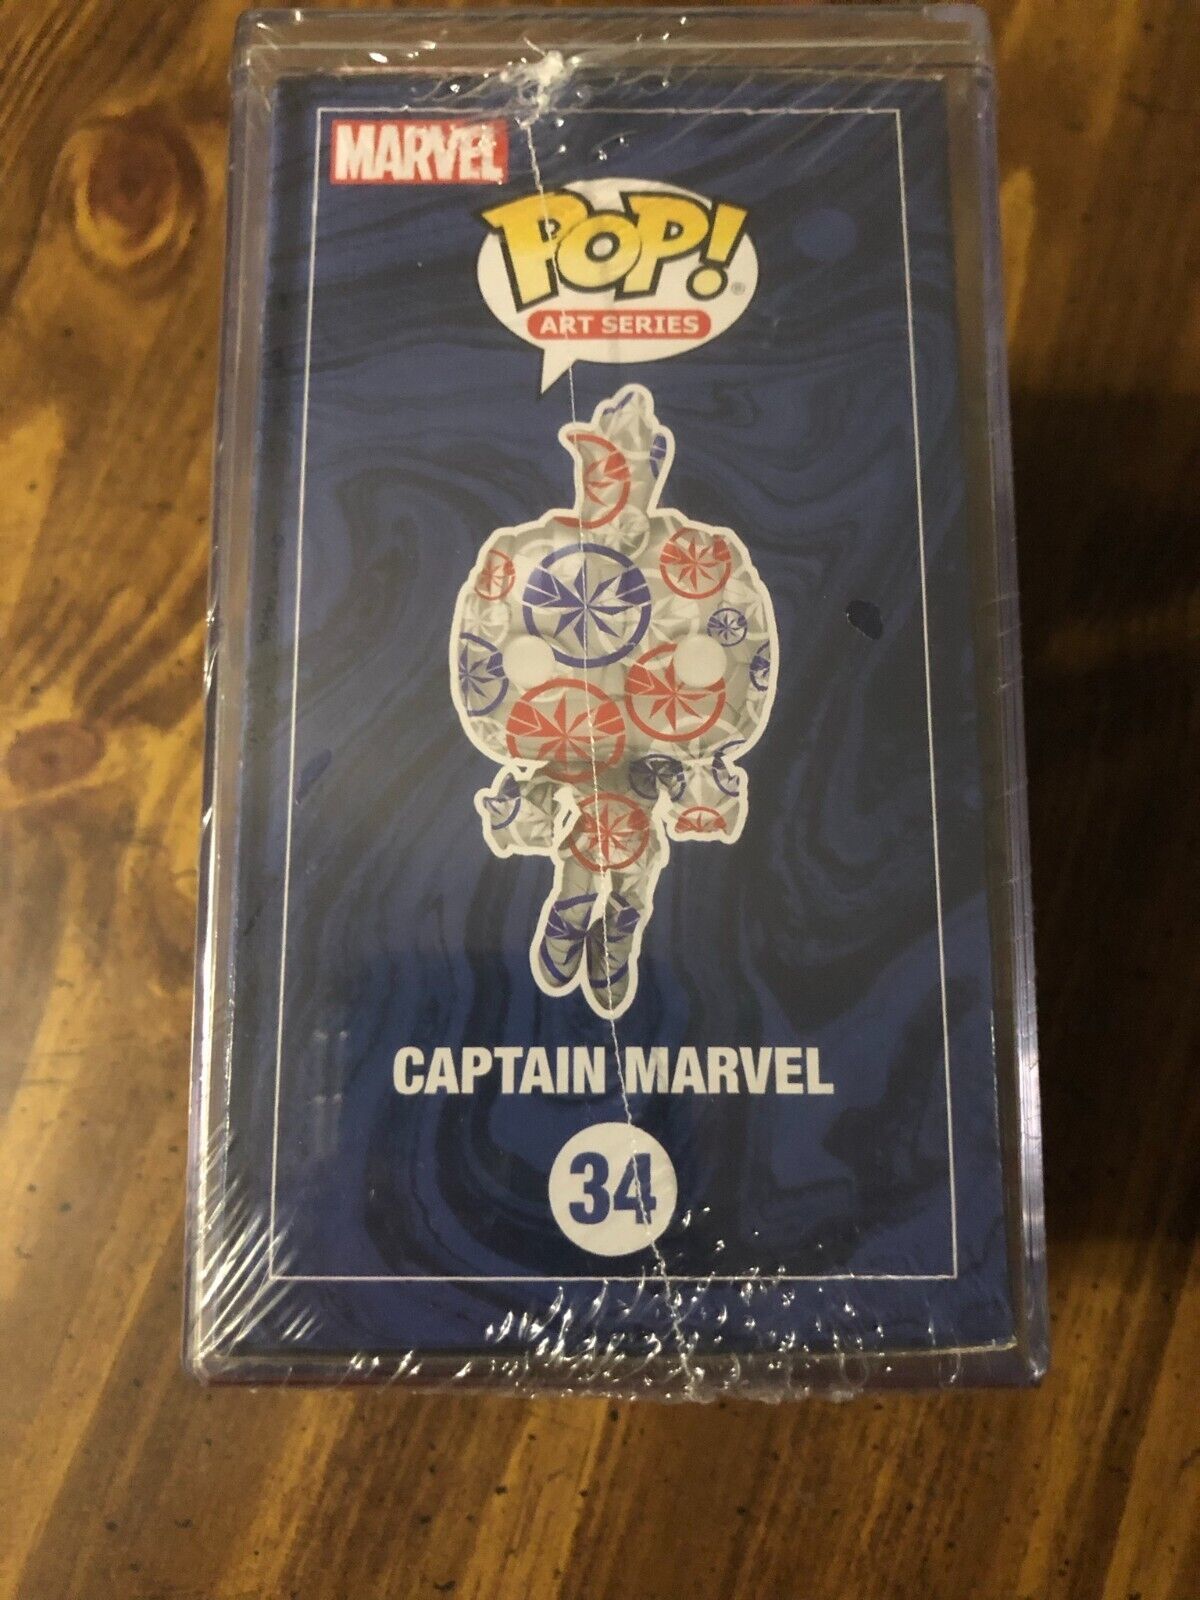 MARVEL
POP!®
ART SERIES
CAPTAIN MARVEL
34